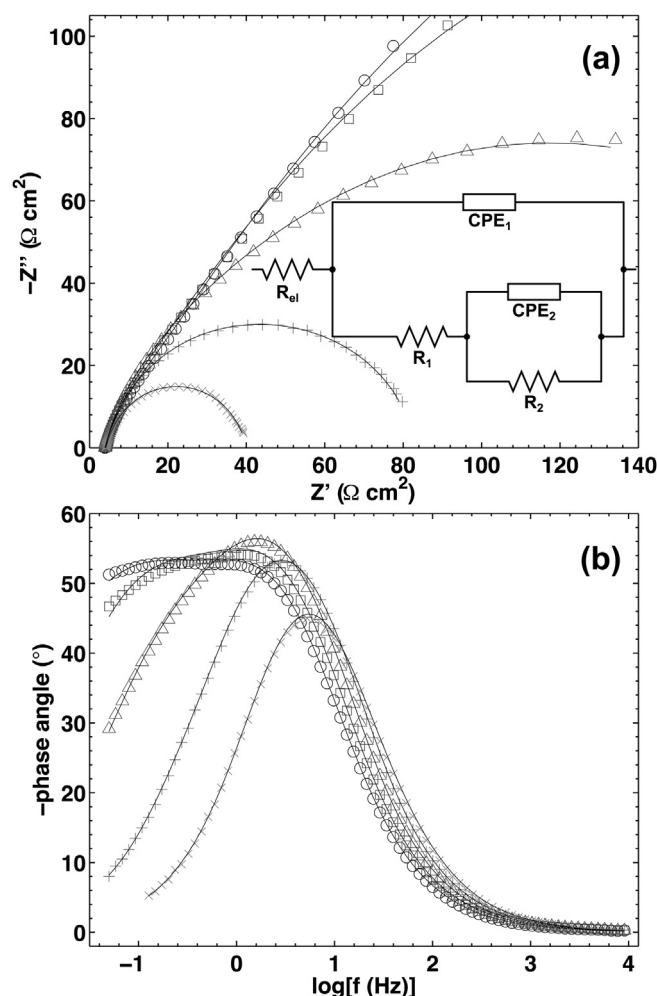 100
80
60
40
20
0
-Z'' (Ω cm²)
(a)
CPE₁
Rel
CPE₂
R₁
R₂
0 20 40 60 80 100 120 140
Z' (Ω cm²)
60
50
40
30
20
10
0
-phase angle (°)
(b)
-1 0 1 2 3 4
log[f (Hz)]